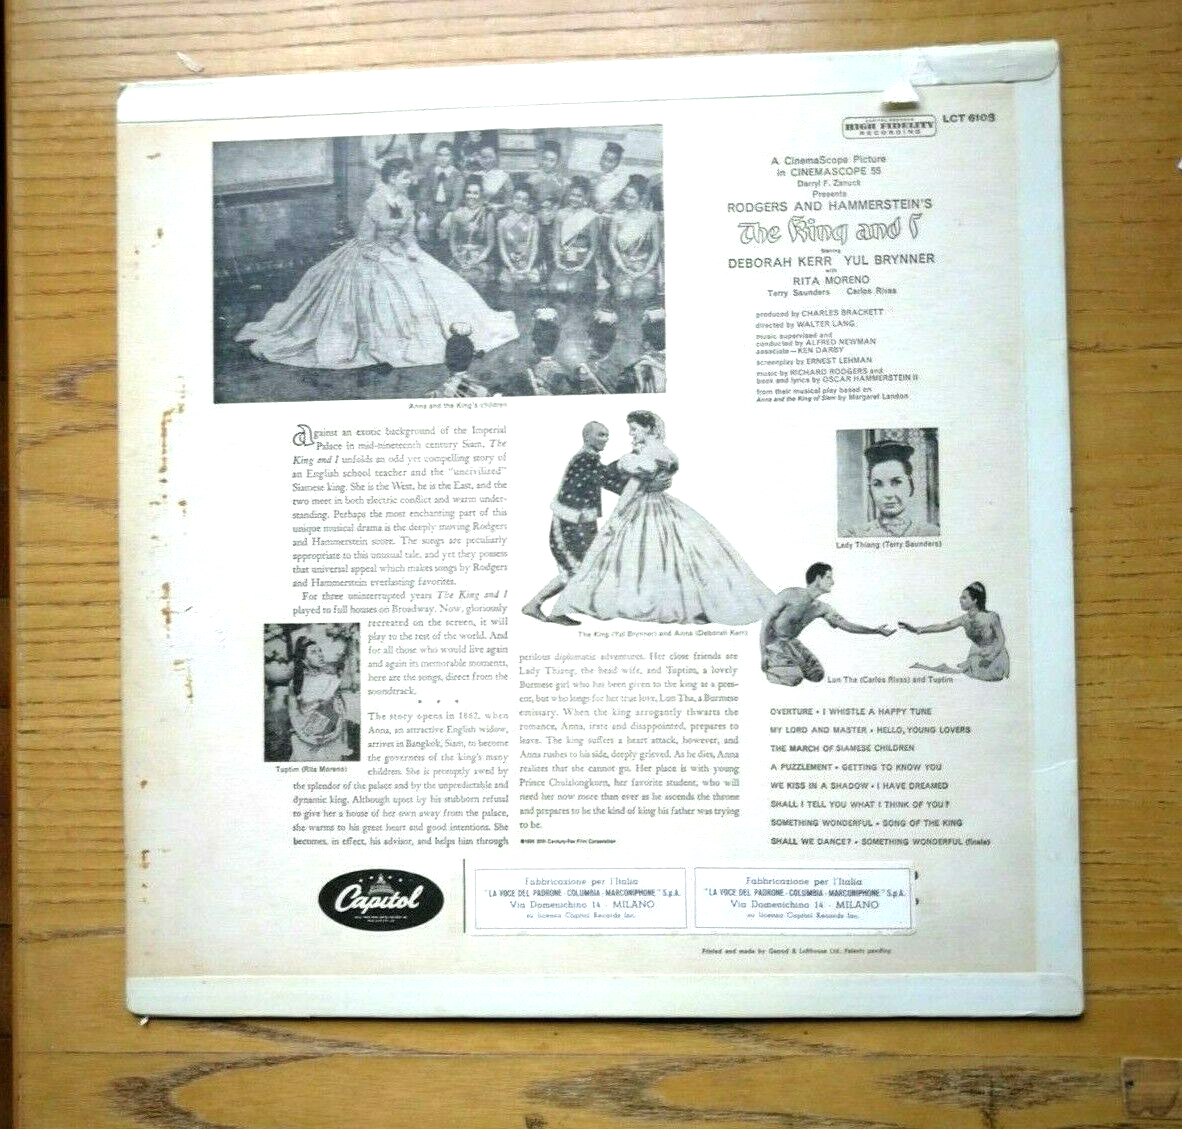 CAPITOL RECORDS
HIGH FIDELITY
RECORDING
LCT 6108
A CinemaScope Picture
in CINEMASCOPE 55
Darryl F. Zanuck
Presents
RODGERS AND HAMMERSTEIN'S
The King and I
Starring
DEBORAH KERR YUL BRYNNER
with
RITA MORENO
Terry Saunders Carlos Rivas
produced by CHARLES BRACKETT
directed by WALTER LANG
music supervised and
conducted by ALFRED NEWMAN
associate—KEN DARBY
screenplay by ERNEST LEHMAN
music by RICHARD RODGERS and
book and lyrics by OSCAR HAMMERSTEIN II
from their musical play based on
Anna and the King of Siam by Margaret Landon
Anna and the King's children
against an exotic background of the Imperial
Palace in mid-nineteenth century Siam, The
King and I unfolds an odd yet compelling story of
an English school teacher and the "uncivilized"
Siamese king. She is the West, he is the East, and the
two meet in both electric conflict and warm under-
standing. Perhaps the most enchanting part of this
unique musical drama is the deeply moving Rodgers
and Hammerstein score. The songs are peculiarly
appropriate to this unusual tale, and yet they possess
that universal appeal which makes songs by Rodgers
and Hammerstein everlasting favorites.
For three uninterrupted years The King and I
played to full houses on Broadway. Now, gloriously
recreated on the screen, it will
play to the rest of the world. And
for all those who would live again
and again its memorable moments,
here are the songs, direct from the
soundtrack.
* * *
The story opens in 1862, when
Anna, an attractive English widow,
arrives in Bangkok, Siam, to become
the governess of the king's many
children. She is promptly awed by
the splendor of the palace and by the unpredictable and
dynamic king. Although upset by his stubborn refusal
to give her a house of her own away from the palace,
she warms to his great heart and good intentions. She
becomes, in effect, his advisor, and helps him through
Tuptim (Rita Moreno)
The King (Yul Brynner) and Anna (Deborah Kerr)
perilous diplomatic adventures. Her close friends are
Lady Thiang, the head wife, and Tuptim, a lovely
Burmese girl who has been given to the king as a pres-
ent, but who longs for her true love, Lun Tha, a Burmese
emissary. When the king arrogantly thwarts the
romance, Anna, irate and disappointed, prepares to
leave. The king suffers a heart attack, however, and
Anna rushes to his side, deeply grieved. As he dies, Anna
realizes that she cannot go. Her place is with young
Prince Chulalongkorn, her favorite student, who will
need her now more than ever as he ascends the throne
and prepares to be the kind of king his father was trying
to be.
©1956 20th Century-Fox Film Corporation
Lady Thiang (Terry Saunders)
Lun Tha (Carlos Rivas) and Tuptim
OVERTURE • I WHISTLE A HAPPY TUNE
MY LORD AND MASTER • HELLO, YOUNG LOVERS
THE MARCH OF SIAMESE CHILDREN
A PUZZLEMENT • GETTING TO KNOW YOU
WE KISS IN A SHADOW • I HAVE DREAMED
SHALL I TELL YOU WHAT I THINK OF YOU?
SOMETHING WONDERFUL • SONG OF THE KING
SHALL WE DANCE? • SOMETHING WONDERFUL (finale)
Capitol
Fabbricazione per l'Italia
"LA VOCE DEL PADRONE - COLUMBIA - MARCONIPHONE" S.p.A.
Via Domenichino 14 - MILANO
su licenza Capitol Records Inc.
Fabbricazione per l'Italia
"LA VOCE DEL PADRONE - COLUMBIA - MARCONIPHONE" S.p.A.
Via Domenichino 14 - MILANO
su licenza Capitol Records Inc.
Printed and made by Garrod & Lofthouse Ltd. Patents pending